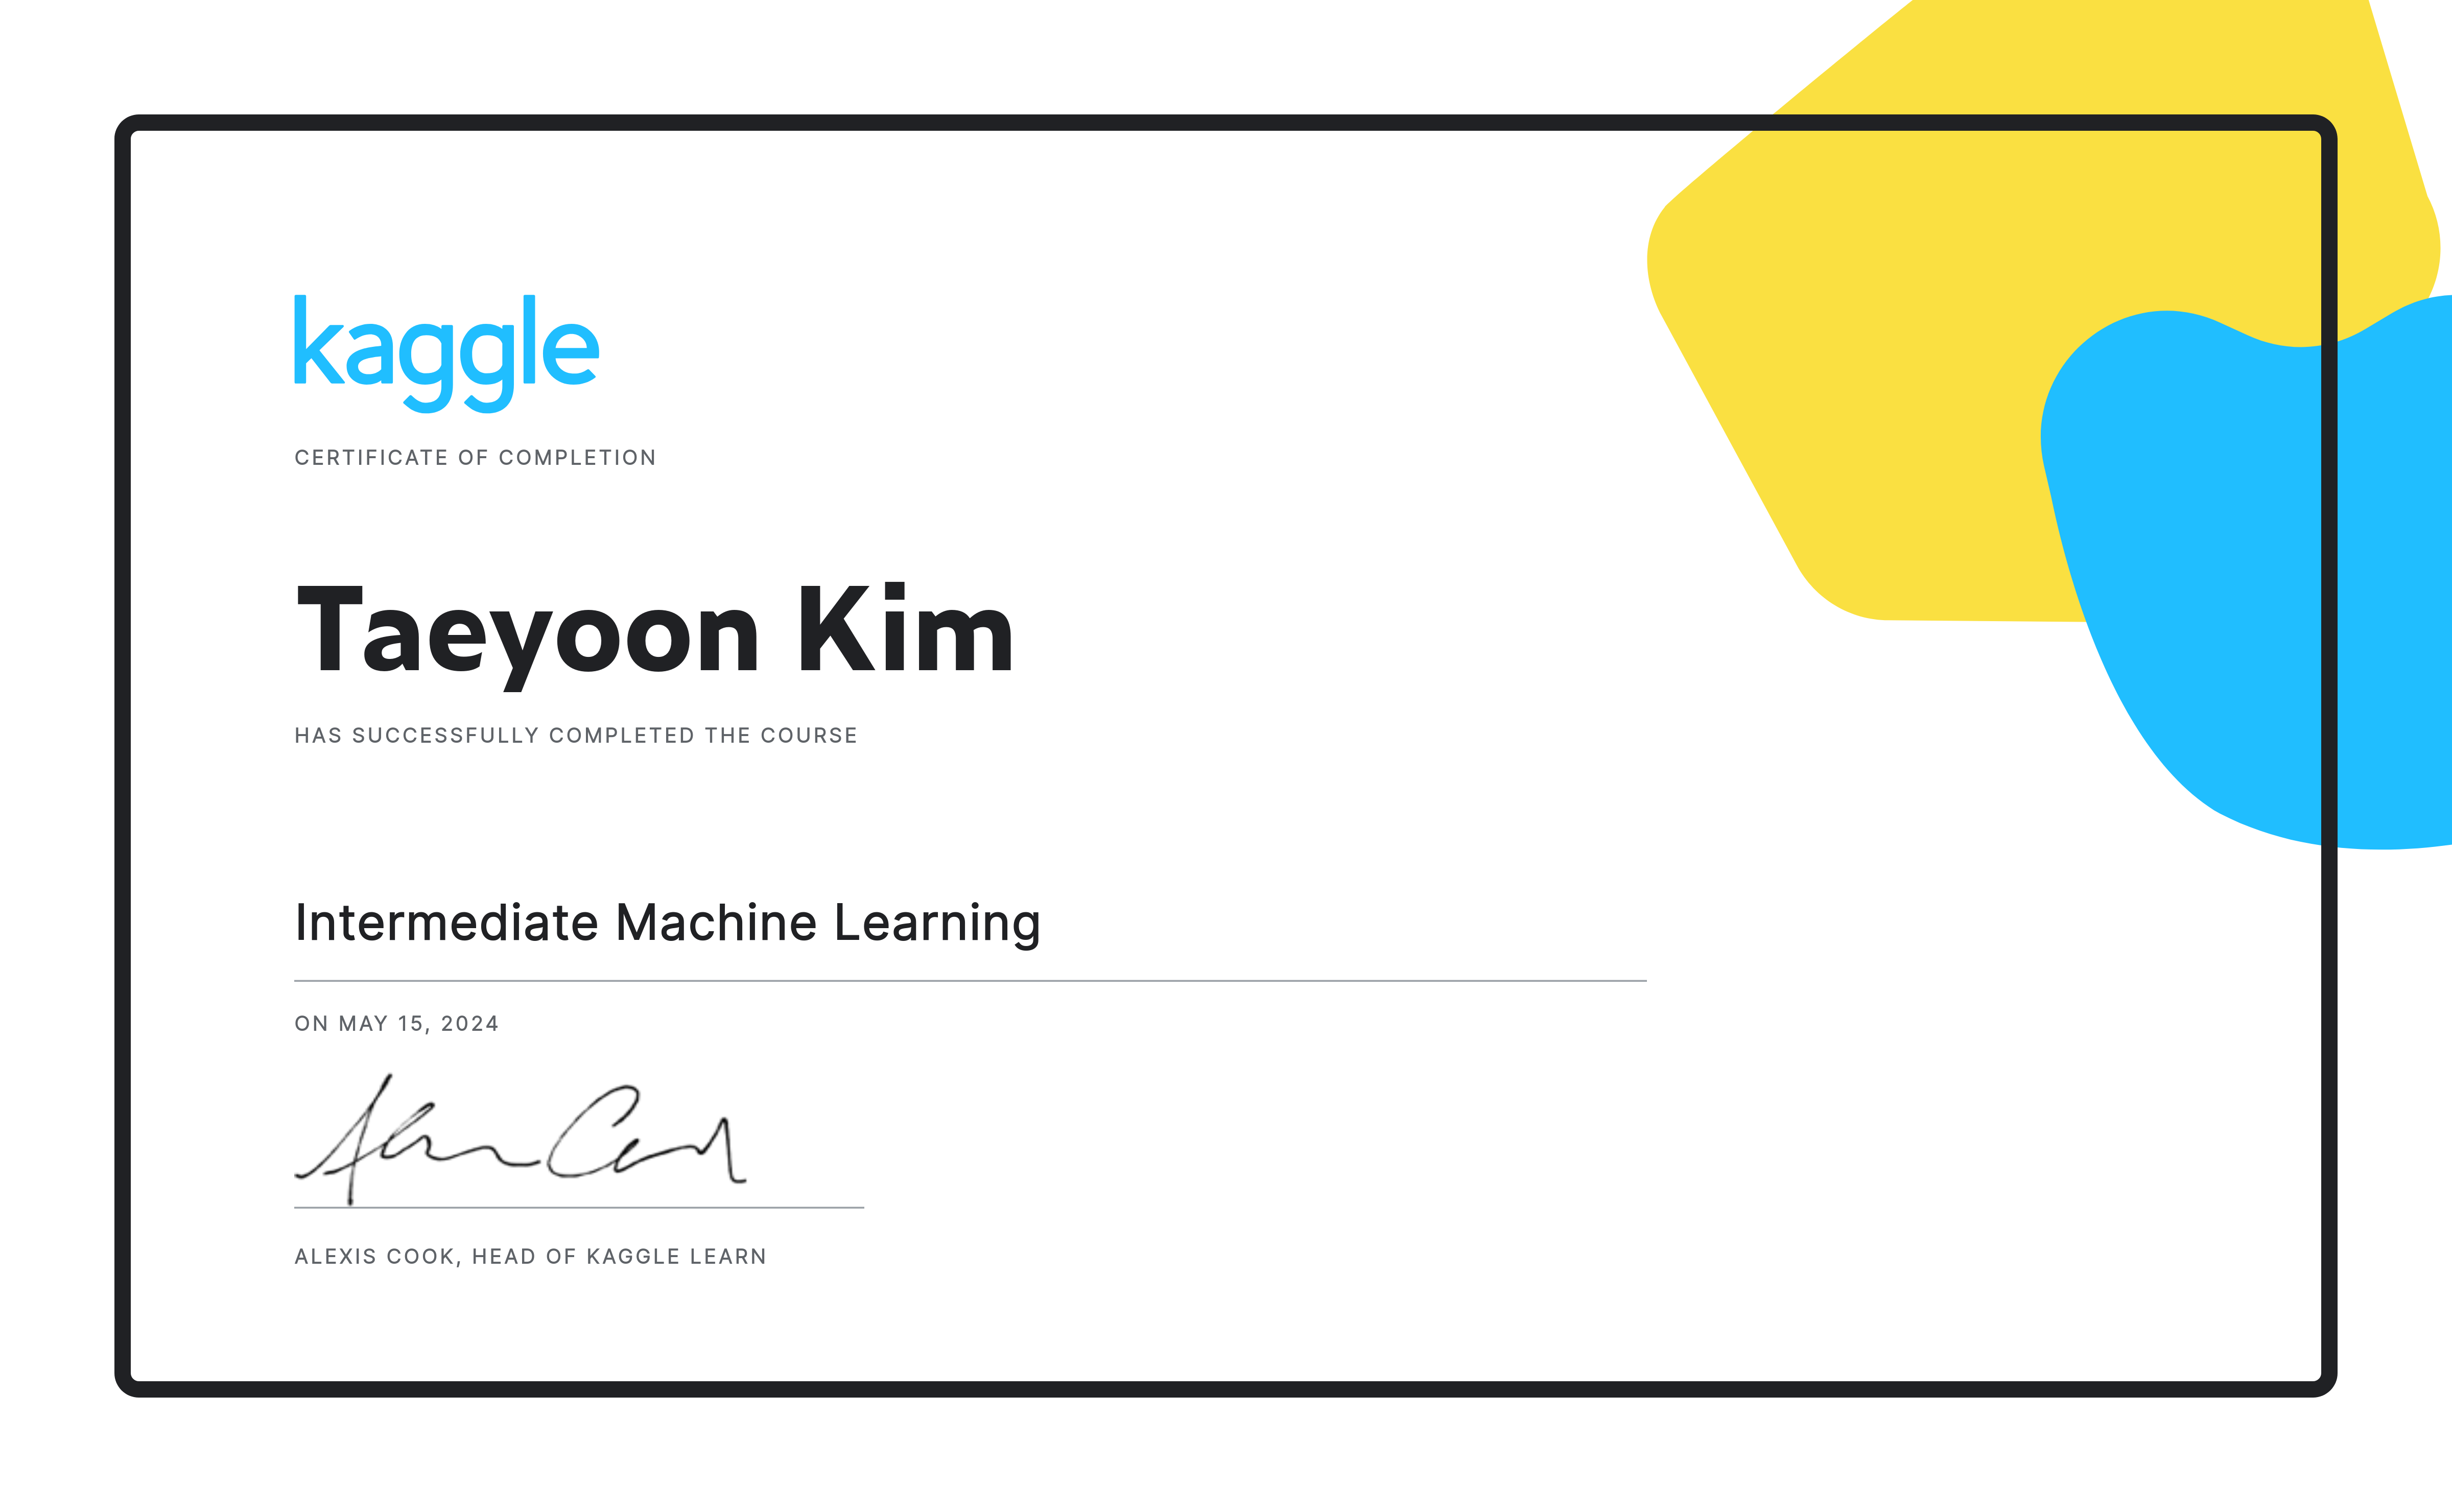 kaggle
CERTIFICATE OF COMPLETION
Taeyoon Kim
HAS SUCCESSFULLY COMPLETED THE COURSE
Intermediate Machine Learning
ON MAY 15, 2024
ALEXIS COOK, HEAD OF KAGGLE LEARN